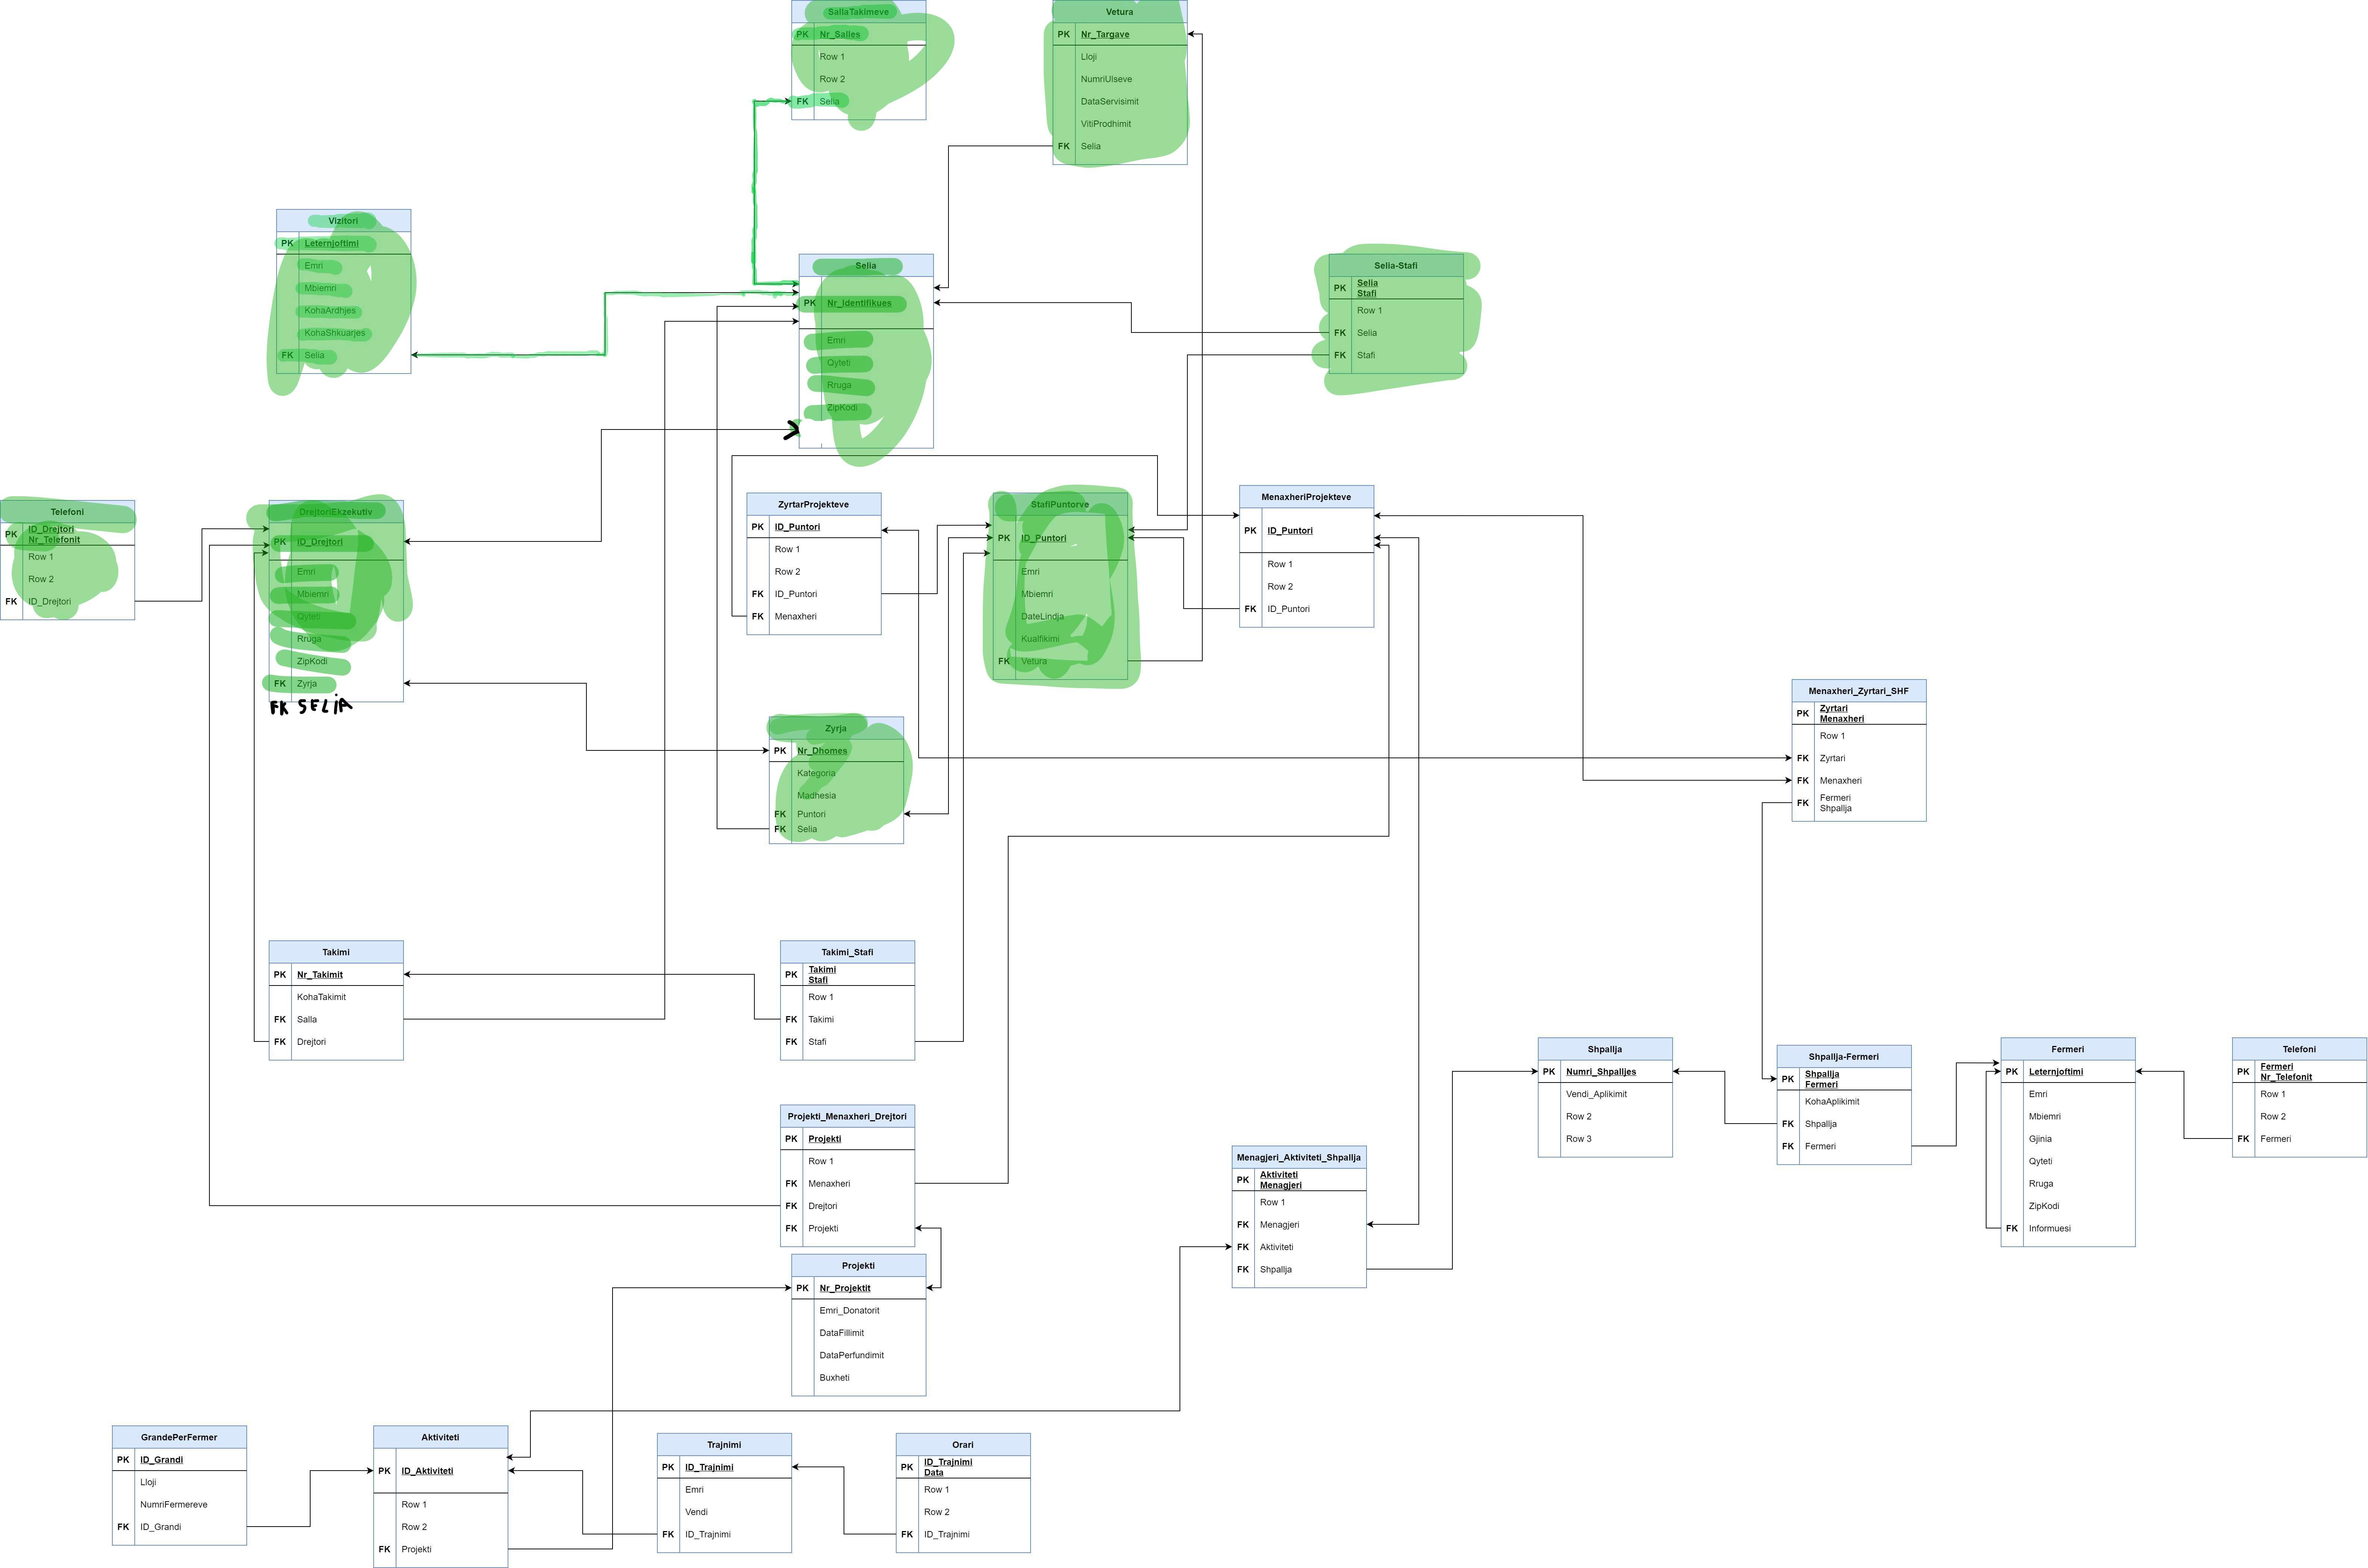 SallaTakimeve
PK Nr_Salles
Row 1
Row 2
FK Selia
Vetura
PK Nr_Targave
Lloji
NumriUlseve
DataServisimit
VitiProdhimit
FK Selia
Vizitori
PK Leternjoftimi
Emri
Mbiemri
KohaArdhjes
KohaShkuarjes
FK Selia
Selia
PK Nr_Identifikues
Emri
Qyteti
Rruga
ZipKodi
Selia-Stafi
PK Selia
Stafi
Row 1
FK Selia
FK Stafi
Telefoni
PK ID_Drejtori
Nr_Telefonit
Row 1
Row 2
FK ID_Drejtori
DrejtoriEkzekutiv
PK ID_Drejtori
Emri
Mbiemri
Qyteti
Rruga
ZipKodi
FK Zyrja
FK SELIA
ZyrtarProjekteve
PK ID_Puntori
Row 1
Row 2
FK ID_Puntori
FK Menaxheri
StafiPuntorve
PK ID_Puntori
Emri
Mbiemri
DateLindja
Kualfikimi
FK Vetura
MenaxheriProjekteve
PK ID_Puntori
Row 1
Row 2
FK ID_Puntori
Zyrja
PK Nr_Dhomes
Kategoria
Madhesia
FK Puntori
FK Selia
Menaxheri_Zyrtari_SHF
PK Zyrtari
Menaxheri
Row 1
FK Zyrtari
FK Menaxheri
FK Fermeri
Shpallja
Takimi
PK Nr_Takimit
KohaTakimit
FK Salla
FK Drejtori
Takimi_Stafi
PK Takimi
Stafi
Row 1
FK Takimi
FK Stafi
Shpallja
PK Numri_Shpalljes
Vendi_Aplikimit
Row 2
Row 3
Shpallja-Fermeri
PK Shpallja
Fermeri
KohaAplikimit
FK Shpallja
FK Fermeri
Fermeri
PK Leternjoftimi
Emri
Mbiemri
Gjinia
Qyteti
Rruga
ZipKodi
FK Informuesi
Telefoni
PK Fermeri
Nr_Telefonit
Row 1
Row 2
FK Fermeri
Projekti_Menaxheri_Drejtori
PK Projekti
Row 1
FK Menaxheri
FK Drejtori
FK Projekti
Menagjeri_Aktiviteti_Shpallja
PK Aktiviteti
Menagjeri
Row 1
FK Menagjeri
FK Aktiviteti
FK Shpallja
Projekti
PK Nr_Projektit
Emri_Donatorit
DataFillimit
DataPerfundimit
Buxheti
GrandePerFermer
PK ID_Grandi
Lloji
NumriFermereve
FK ID_Grandi
Aktiviteti
PK ID_Aktiviteti
Row 1
Row 2
FK Projekti
Trajnimi
PK ID_Trajnimi
Emri
Vendi
FK ID_Trajnimi
Orari
PK ID_Trajnimi
Data
Row 1
Row 2
FK ID_Trajnimi